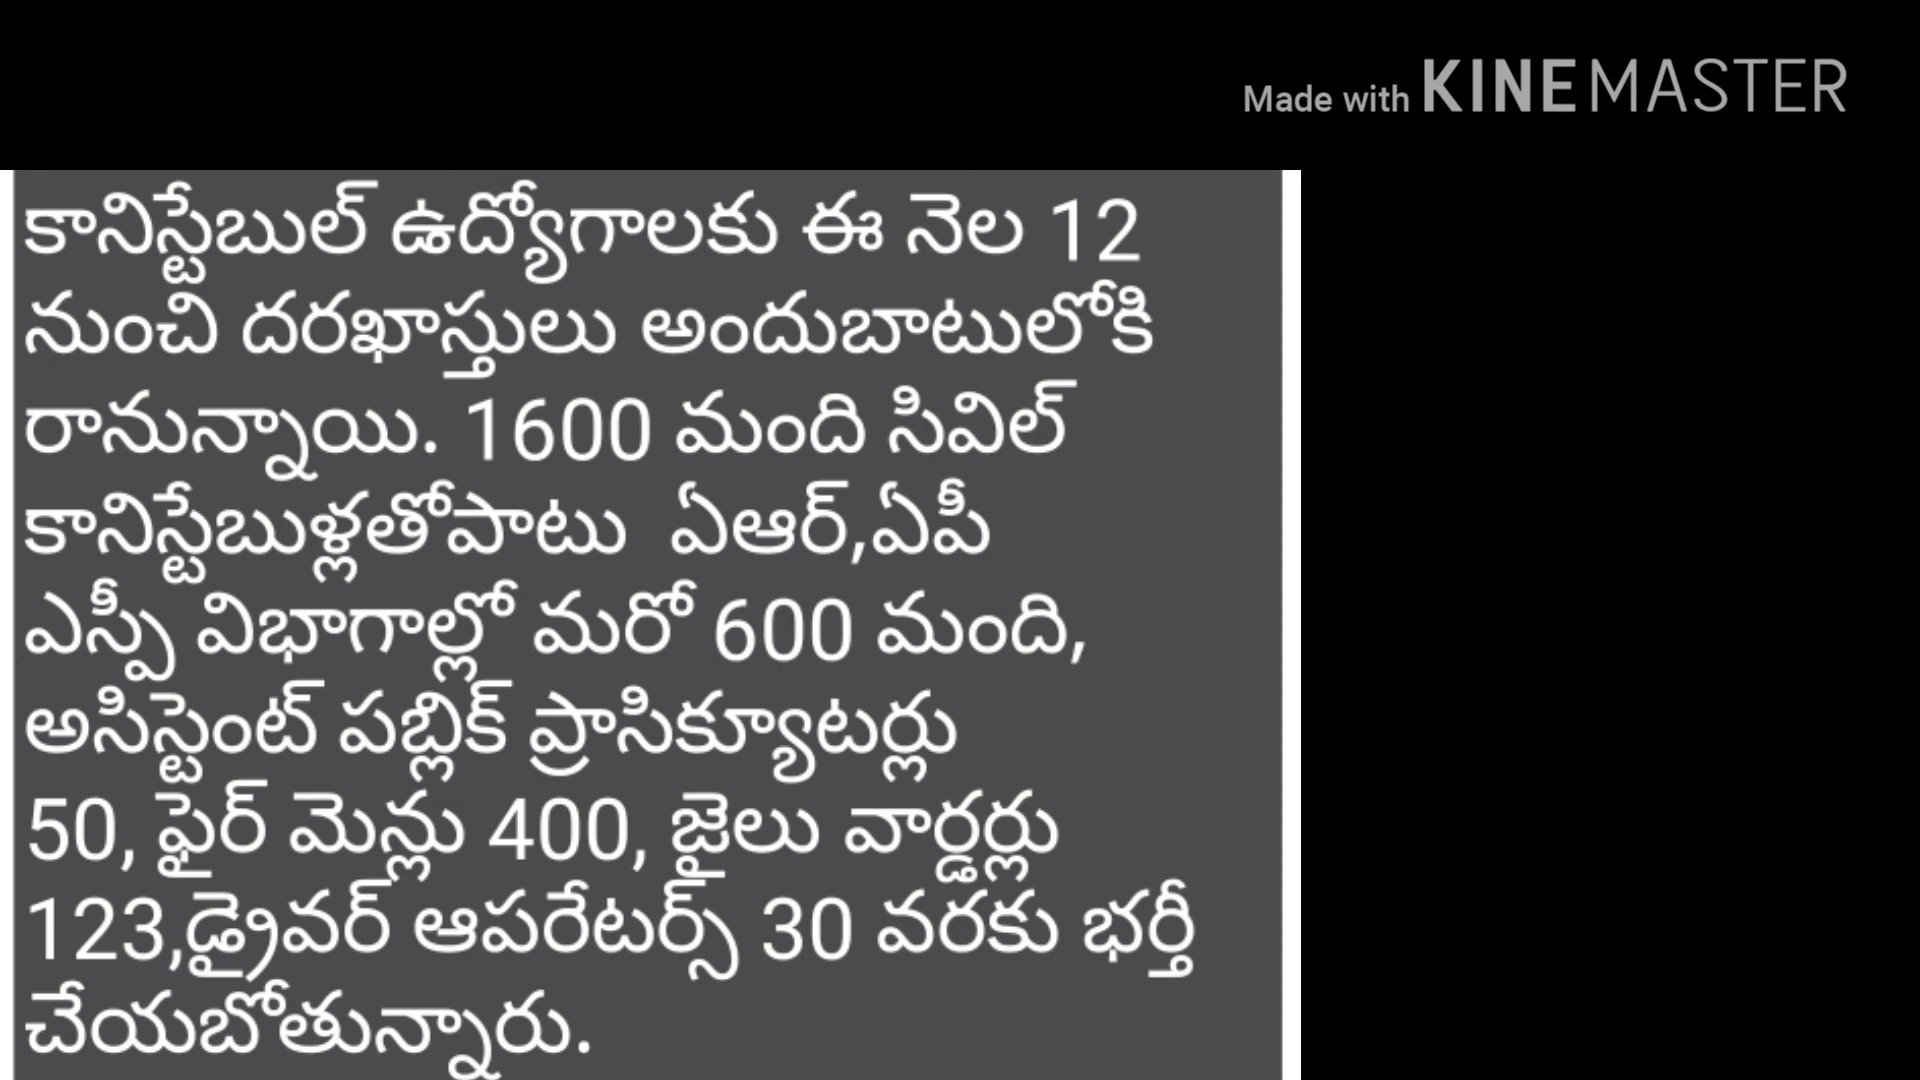 Made with KINEMASTER
కానిస్టేబుల్ ఉద్యోగాలకు ఈ నెల 12
నుంచి దరఖాస్తులు అందుబాటులోకి
రానున్నాయి. 1600 మంది సివిల్
కానిస్టేబుళ్లతోపాటు  ఏఆర్,ఏపీ
ఎస్పీ విభాగాల్లో మరో 600 మంది,
అసిస్టెంట్ పబ్లిక్ ప్రాసిక్యూటర్లు
50, ఫైర్ మెన్లు 400, జైలు వార్డర్లు
123,డ్రైవర్ ఆపరేటర్స్ 30 వరకు భర్తీ
చేయబోతున్నారు.